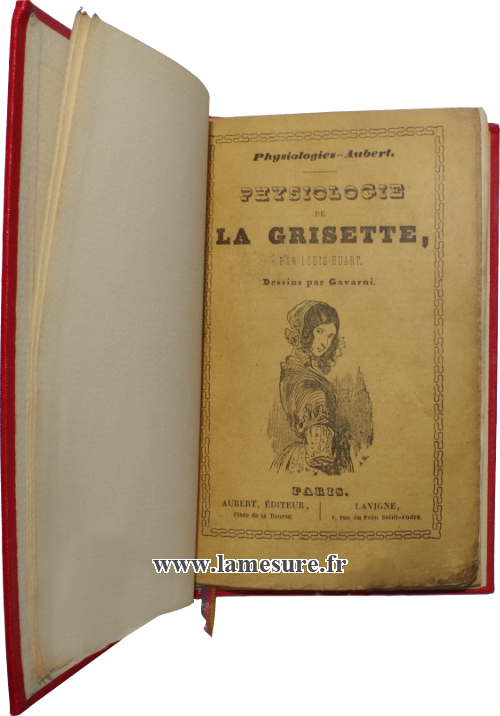 Physiologies-Aubert.
PHYSIOLOGIE
DE
LA GRISETTE,
PAR LOUIS HUART.
Dessins par Gavarni.
PARIS.
AUBERT, ÉDITEUR,
Place de la Bourse.
LAVIGNE,
1, rue du Paon Saint-André.
www.lamesure.fr